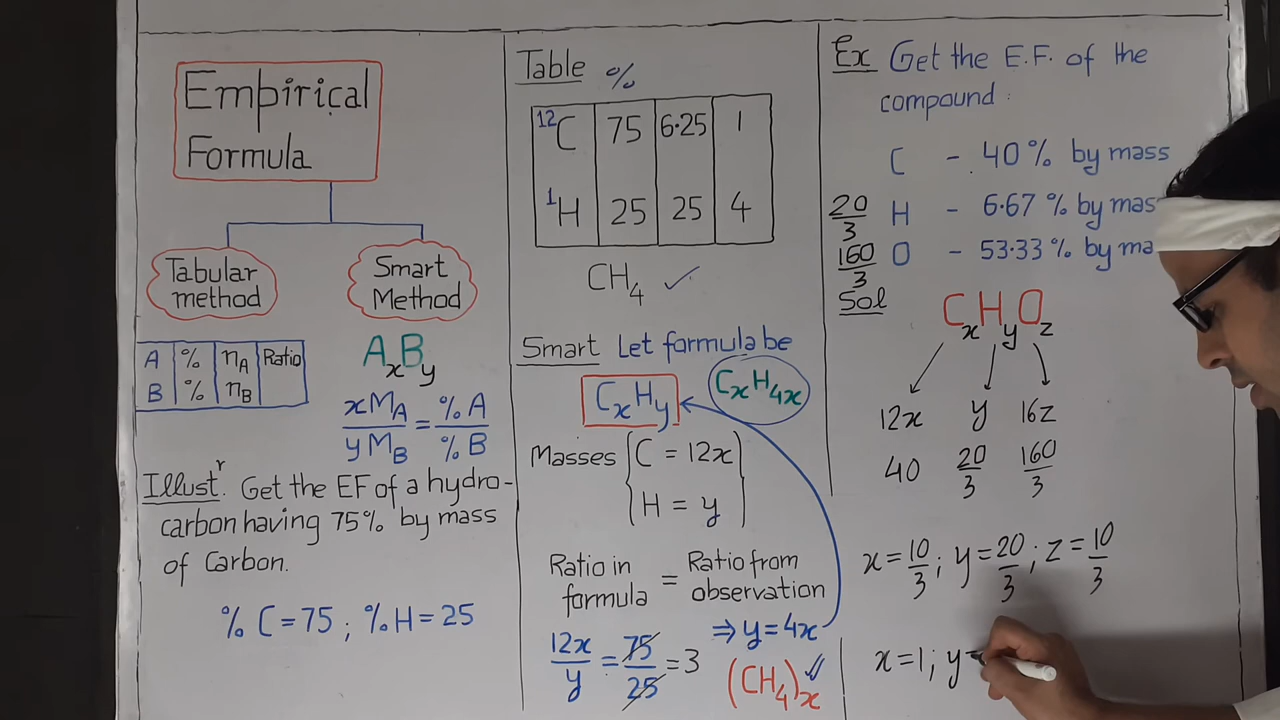 Empirical
Formula
Tabular
method
Smart
Method
A % nA Ratio
B % nB
AxBy
xMA/yMB = %A/%B
Illustr. Get the EF of a hydro-
carbon having 75% by mass
of Carbon.
% C = 75 ; % H = 25
Table %
12C 75 6.25 1
1H 25 25 4
CH4 ✓
Smart Let formula be
CxHy CxH4x
Masses { C = 12x
H = y }
Ratio in formula = Ratio from observation
12x/y = 75/25 = 3
⇒ y = 4x
(CH4)x ✓
Ex Get the E.F. of the
compound :
C - 40% by mass
20/3 H - 6.67 % by mas
160/3 O - 53.33 % by ma
Sol
CxHyOz
12x y 16z
40 20/3 160/3
x = 10/3 ; y = 20/3 ; z = 10/3
x = 1 ; y =